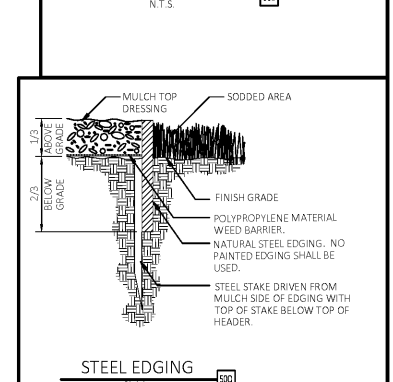 N.T.S.
MULCH TOP
DRESSING
SODDED AREA
1/3
ABOVE
GRADE
2/3
BELOW
GRADE
FINISH GRADE
POLYPROPYLENE MATERIAL
WEED BARRIER.
NATURAL STEEL EDGING. NO
PAINTED EDGING SHALL BE
USED.
STEEL STAKE DRIVEN FROM
MULCH SIDE OF EDGING WITH
TOP OF STAKE BELOW TOP OF
HEADER.
STEEL EDGING